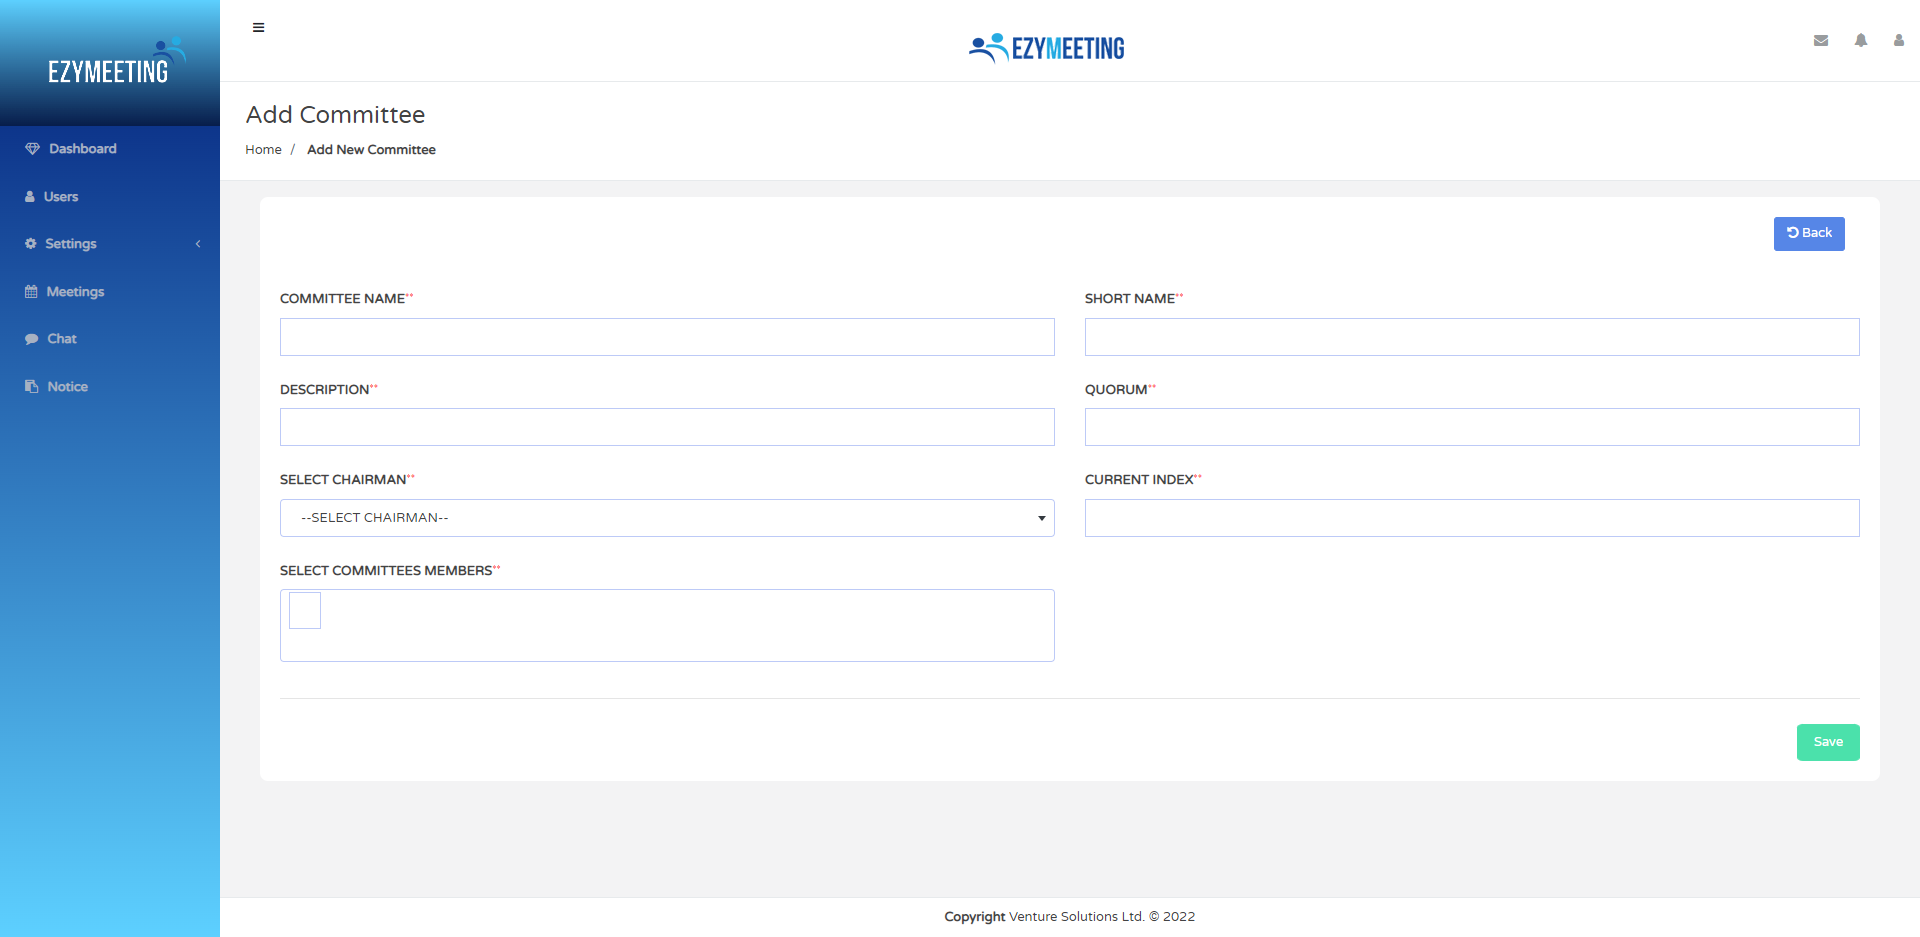 EZYMEETING
EZYMEETING
Dashboard
Users
Settings
Meetings
Chat
Notice
Add Committee
Home / Add New Committee
Back
COMMITTEE NAME**
SHORT NAME**
DESCRIPTION**
QUORUM**
SELECT CHAIRMAN**
--SELECT CHAIRMAN--
CURRENT INDEX**
SELECT COMMITTEES MEMBERS**
Save
Copyright Venture Solutions Ltd. © 2022